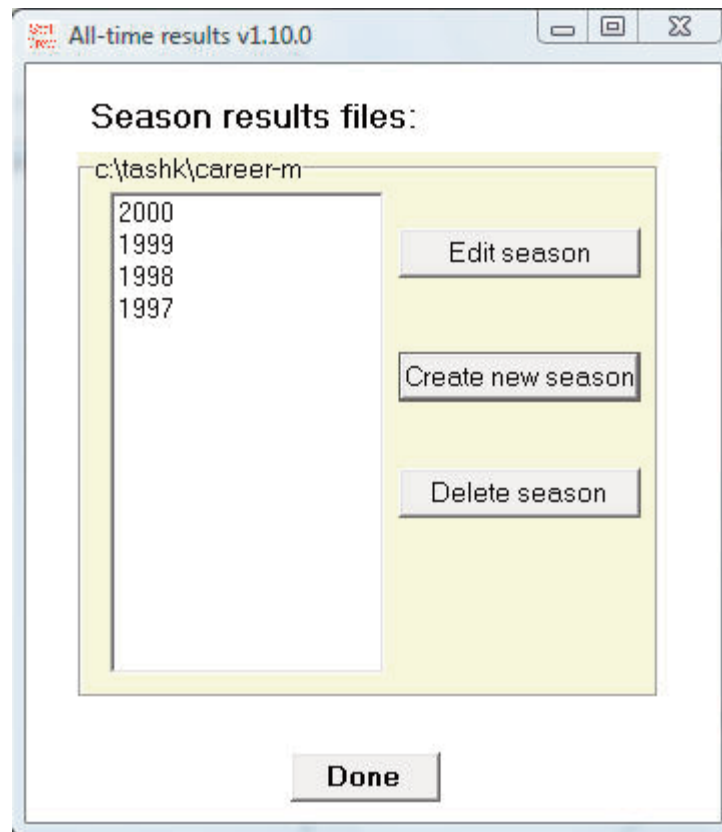 All-time results v1.10.0
Season results files:
c:\tashk\career-m
2000
1999
1998
1997
Edit season
Create new season
Delete season
Done